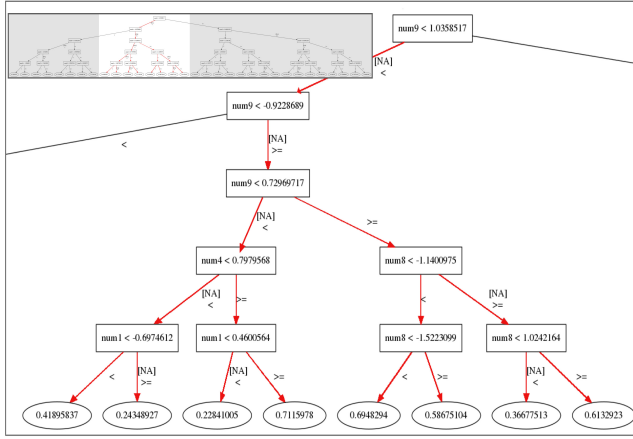 num9 < 1.0358517
[NA]
<
num9 < -0.9228689
<
[NA]
>=
num9 < 0.72969717
[NA]
<
>=
num4 < 0.7979568
num8 < -1.1400975
[NA]
<
>=
<
[NA]
>=
num1 < -0.6974612
num1 < 0.4600564
num8 < -1.5223099
num8 < 1.0242164
<
[NA]
>=
[NA]
<
>=
<
>=
[NA]
<
>=
0.41895837
0.24348927
0.22841005
0.7115978
0.6948294
0.58675104
0.36677513
0.6132923